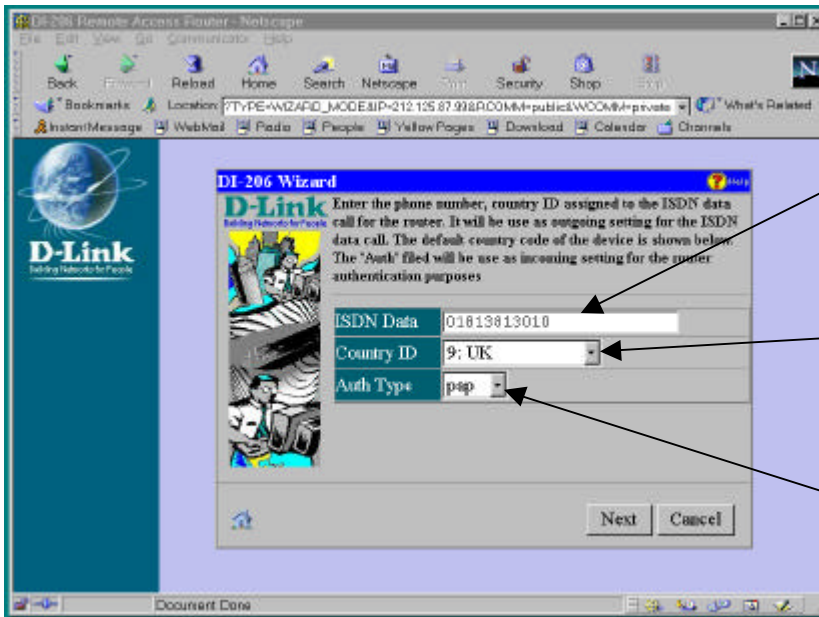 DI-206 Remote Access Router - Netscape
File Edit View Go Communicator Help
Back Forward Reload Home Search Netscape Print Security Shop Stop
Bookmarks Location: ?TYPE=WIZARD_MODE&IP=212.125.87.99&RCOMM=public&WCOMM=private What's Related
InstantMessage WebMail Radio People Yellow Pages Download Calendar Channels
D-Link
Building Networks for People
DI-206 Wizard Help
D-Link
Building Networks for People
Enter the phone number, country ID assigned to the ISDN data
call for the router. It will be use as outgoing setting for the ISDN
data call. The default country code of the device is shown below.
The 'Auth' filed will be use as incoming setting for the router
authentication purposes
ISDN Data 01813813010
Country ID 9: UK
Auth Type pap
Next Cancel
Document Done